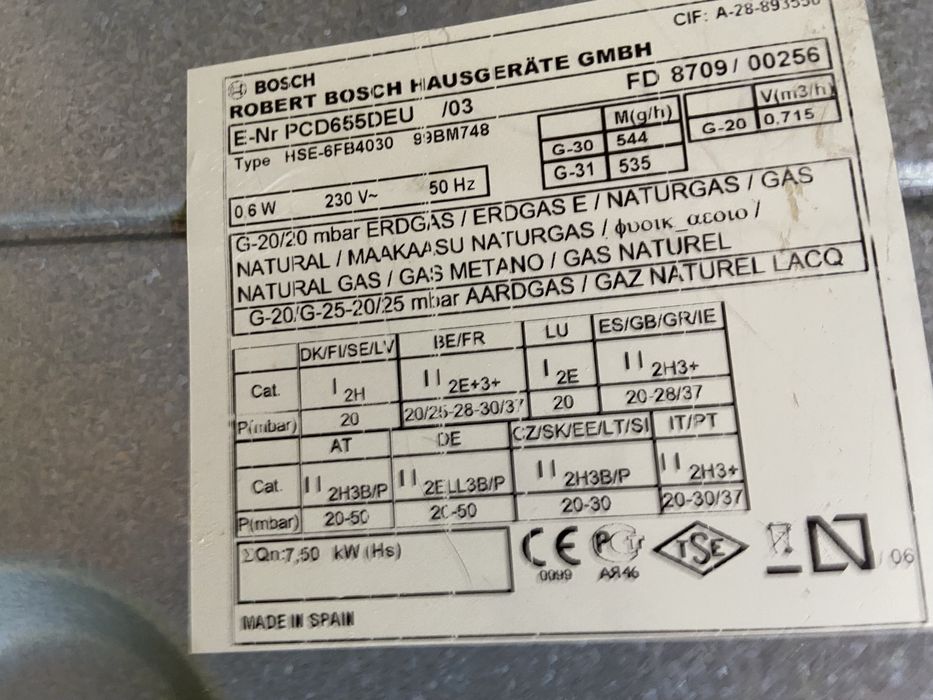 CIF: A-28-893550
BOSCH
ROBERT BOSCH HAUSGERÄTE GMBH
E-Nr PCD655DEU /03 FD 8709/00256
Type HSE-6FB4030 99BM748
0.6 W 230 V~ 50 Hz
M(g/h)
G-30 544
G-31 535
V(m3/h)
G-20 0.715
G-20/20 mbar ERDGAS / ERDGAS E / NATURGAS / GAS
NATURAL / MAAKAASU NATURGAS / φυσικ_αεσιο /
NATURAL GAS / GAS METANO / GAS NATUREL
G-20/G-25-20/25 mbar AARDGAS / GAZ NATUREL LACQ
DK/FI/SE/LV BE/FR LU ES/GB/GR/IE
Cat. I 2H II 2E+3+ I 2E II 2H3+
P(mbar) 20 20/25-28-30/37 20 20-28/37
AT DE CZ/SK/EE/LT/SI IT/PT
Cat. II 2H3B/P II 2ELL3B/P II 2H3B/P II 2H3+
P(mbar) 20-50 20-50 20-30 20-30/37
ΣQn:7,50 kW (Hs)
CE
0099
АЯ46
TSE
N / 06
MADE IN SPAIN